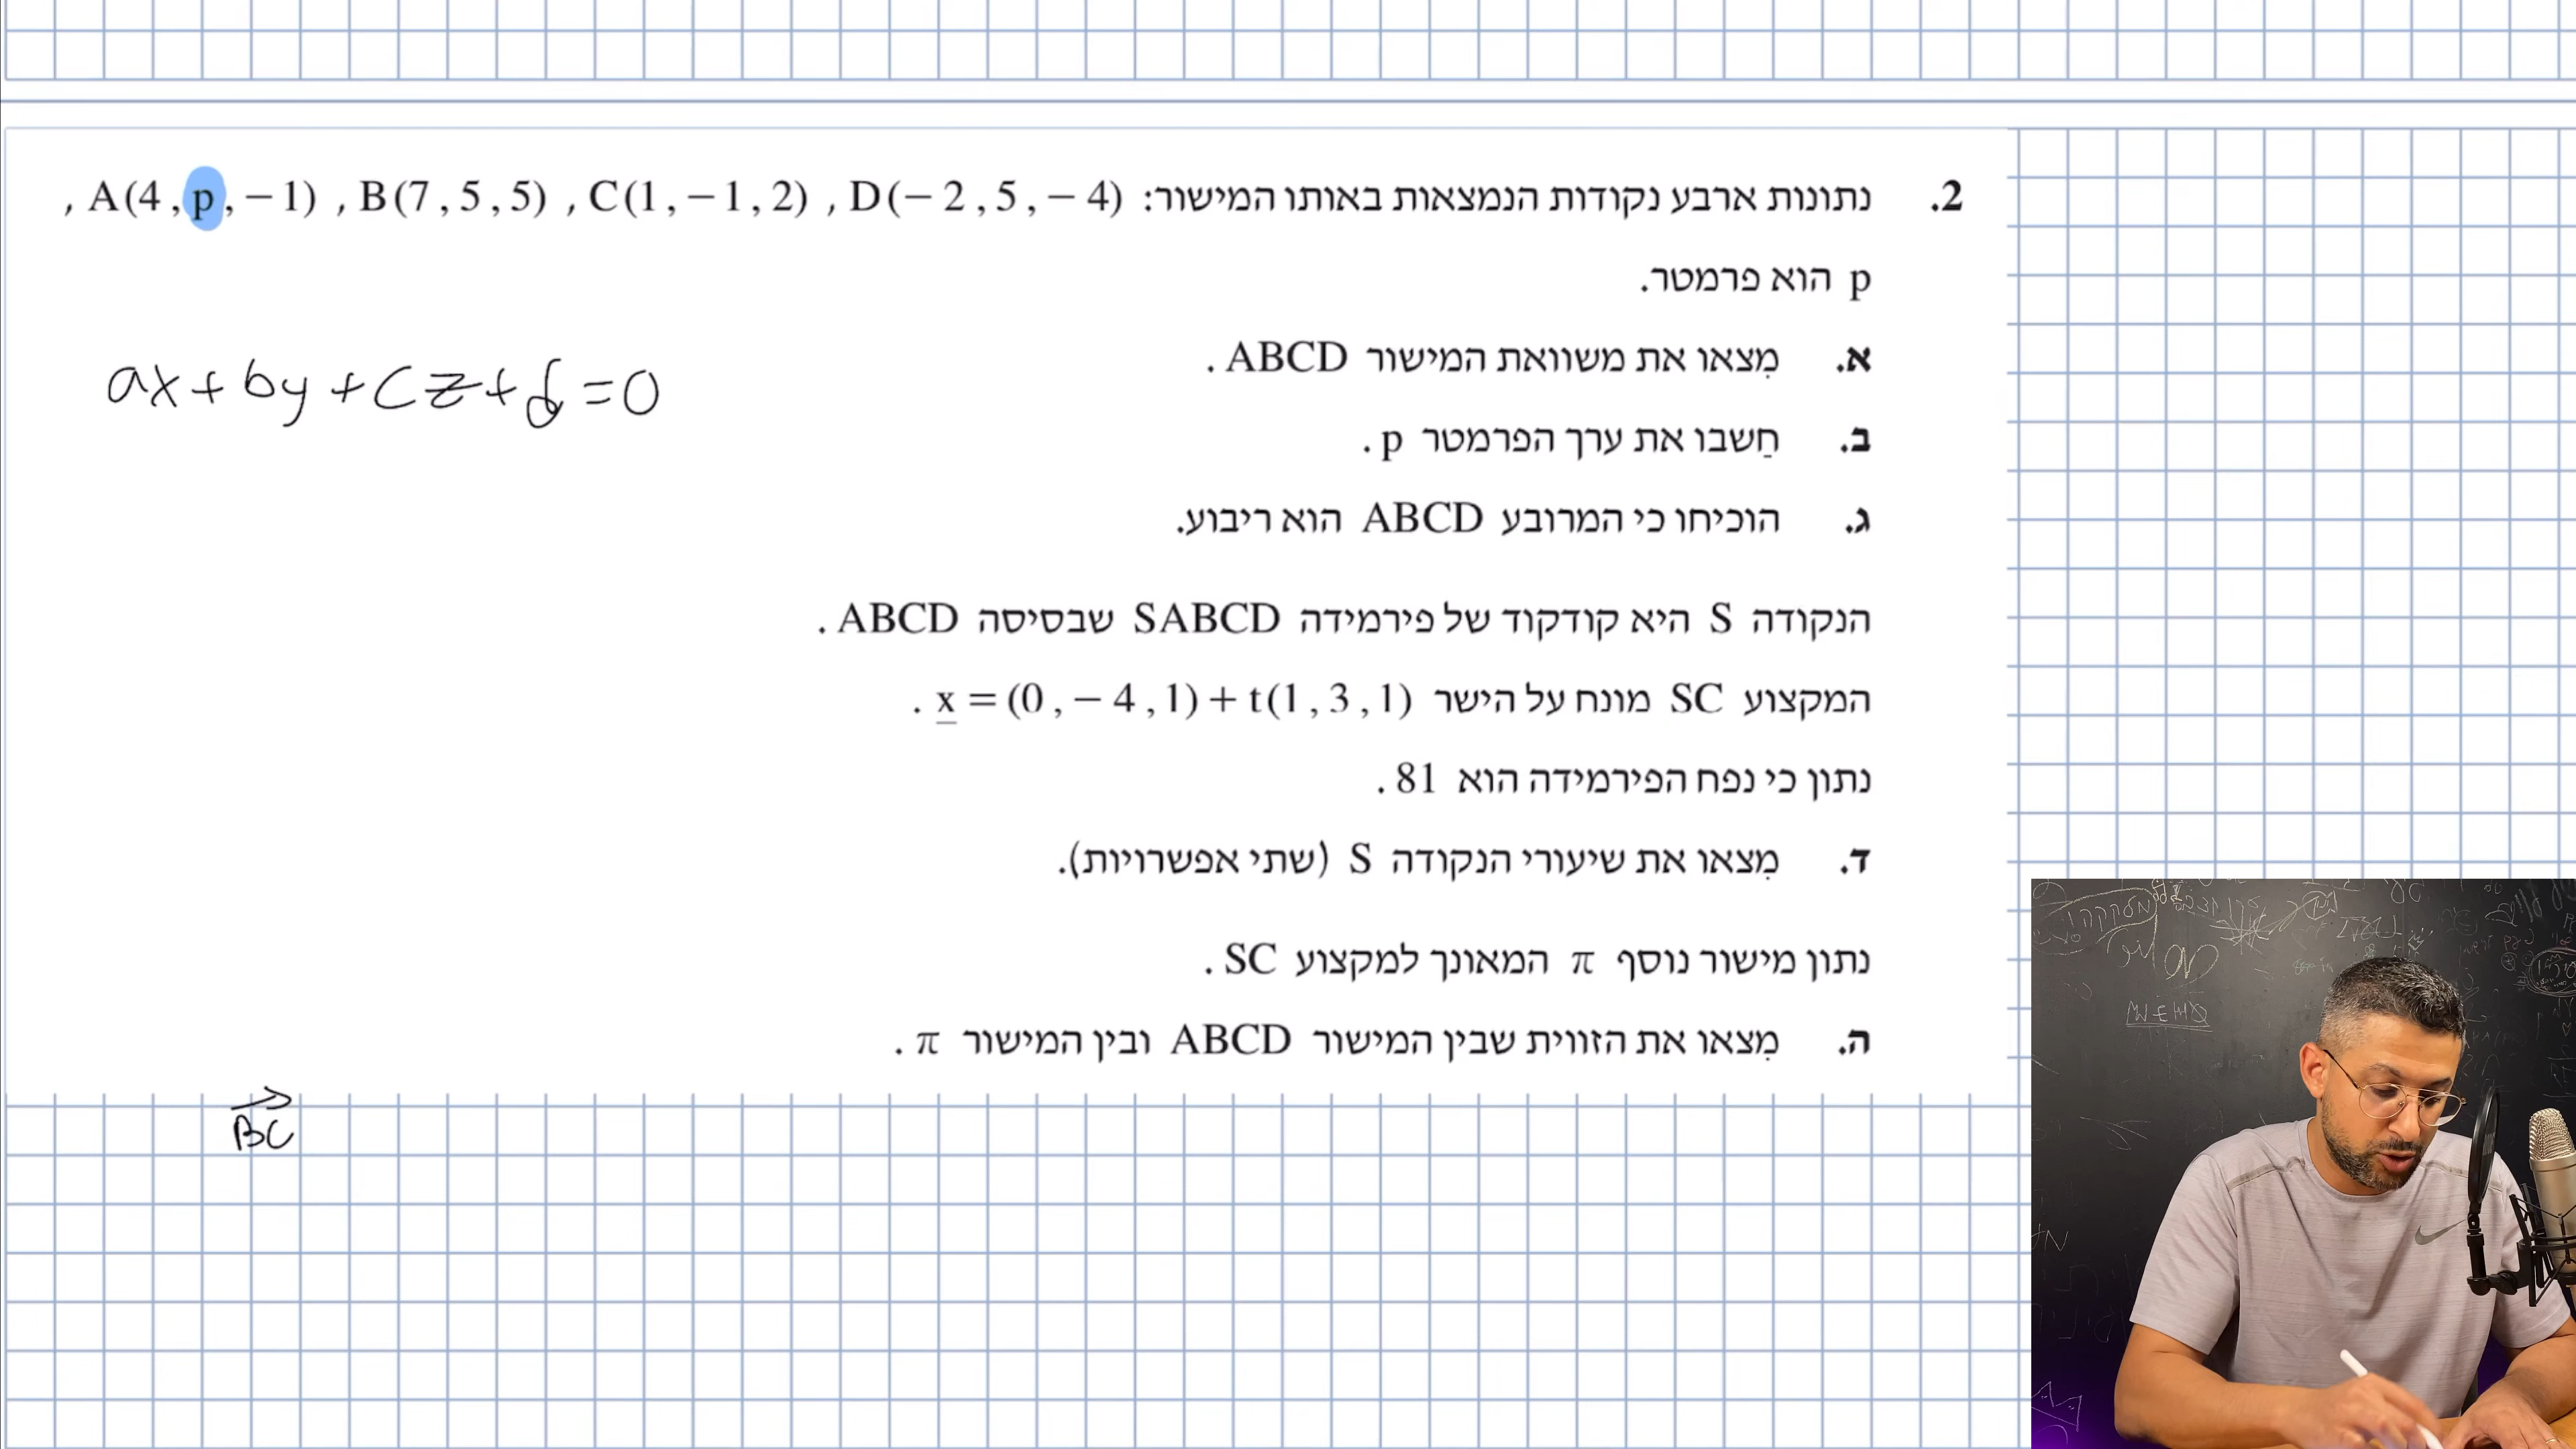 2. נתונות ארבע נקודות הנמצאות באותו המישור: A(4, p, −1) , B(7, 5, 5) , C(1, −1, 2) , D(−2, 5, −4) ,
p הוא פרמטר.
א. מִצאו את משוואת המישור ABCD .
ax+by+cz+d=0
ב. חַשבו את ערך הפרמטר p .
ג. הוכיחו כי המרובע ABCD הוא ריבוע.
הנקודה S היא קודקוד של פירמידה SABCD שבסיסה ABCD .
המקצוע SC מונח על הישר x = (0, −4, 1) + t(1, 3, 1) .
נתון כי נפח הפירמידה הוא 81 .
ד. מִצאו את שיעורי הנקודה S (שתי אפשרויות).
נתון מישור נוסף π המאונך למקצוע SC .
ה. מִצאו את הזווית שבין המישור ABCD ובין המישור π .
BC